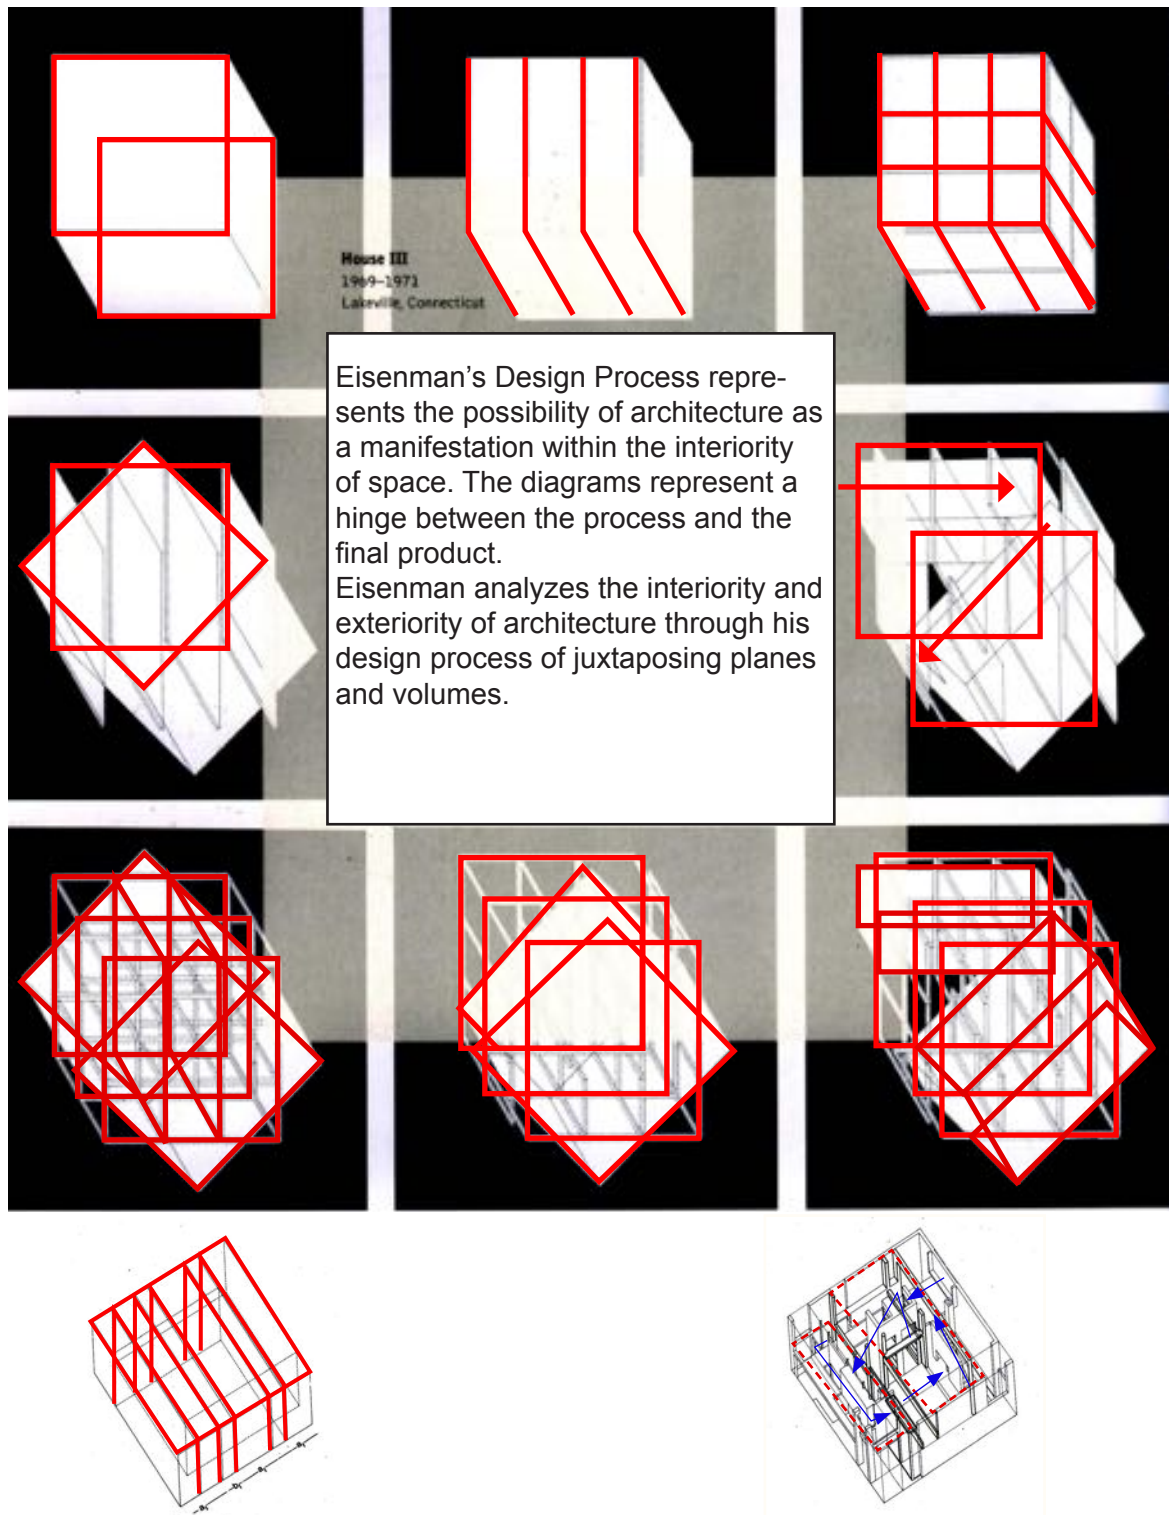 House III
1969–1971
Lakeville, Connecticut
Eisenman’s Design Process repre-
sents the possibility of architecture as
a manifestation within the interiority
of space. The diagrams represent a
hinge between the process and the
final product.
Eisenman analyzes the interiority and
exteriority of architecture through his
design process of juxtaposing planes
and volumes.